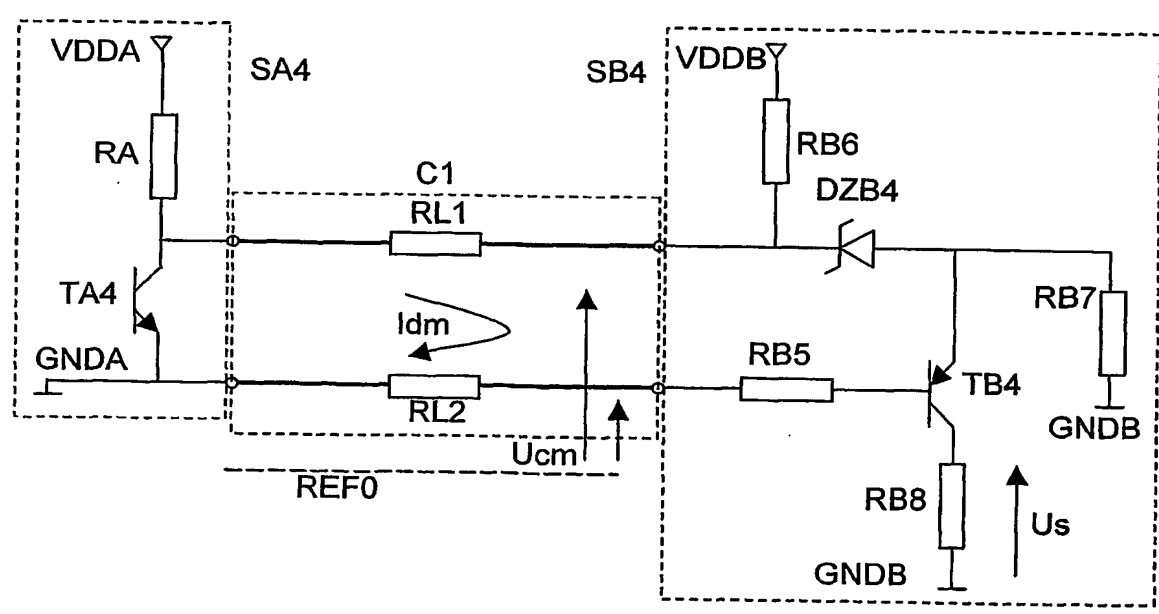 VDDA
SA4
SB4
VDDB
RA
RB6
C1
DZB4
RL1
TA4
Idm
RB7
GNDA
RB5
TB4
RL2
GNDB
Ucm
REF0
RB8
Us
GNDB